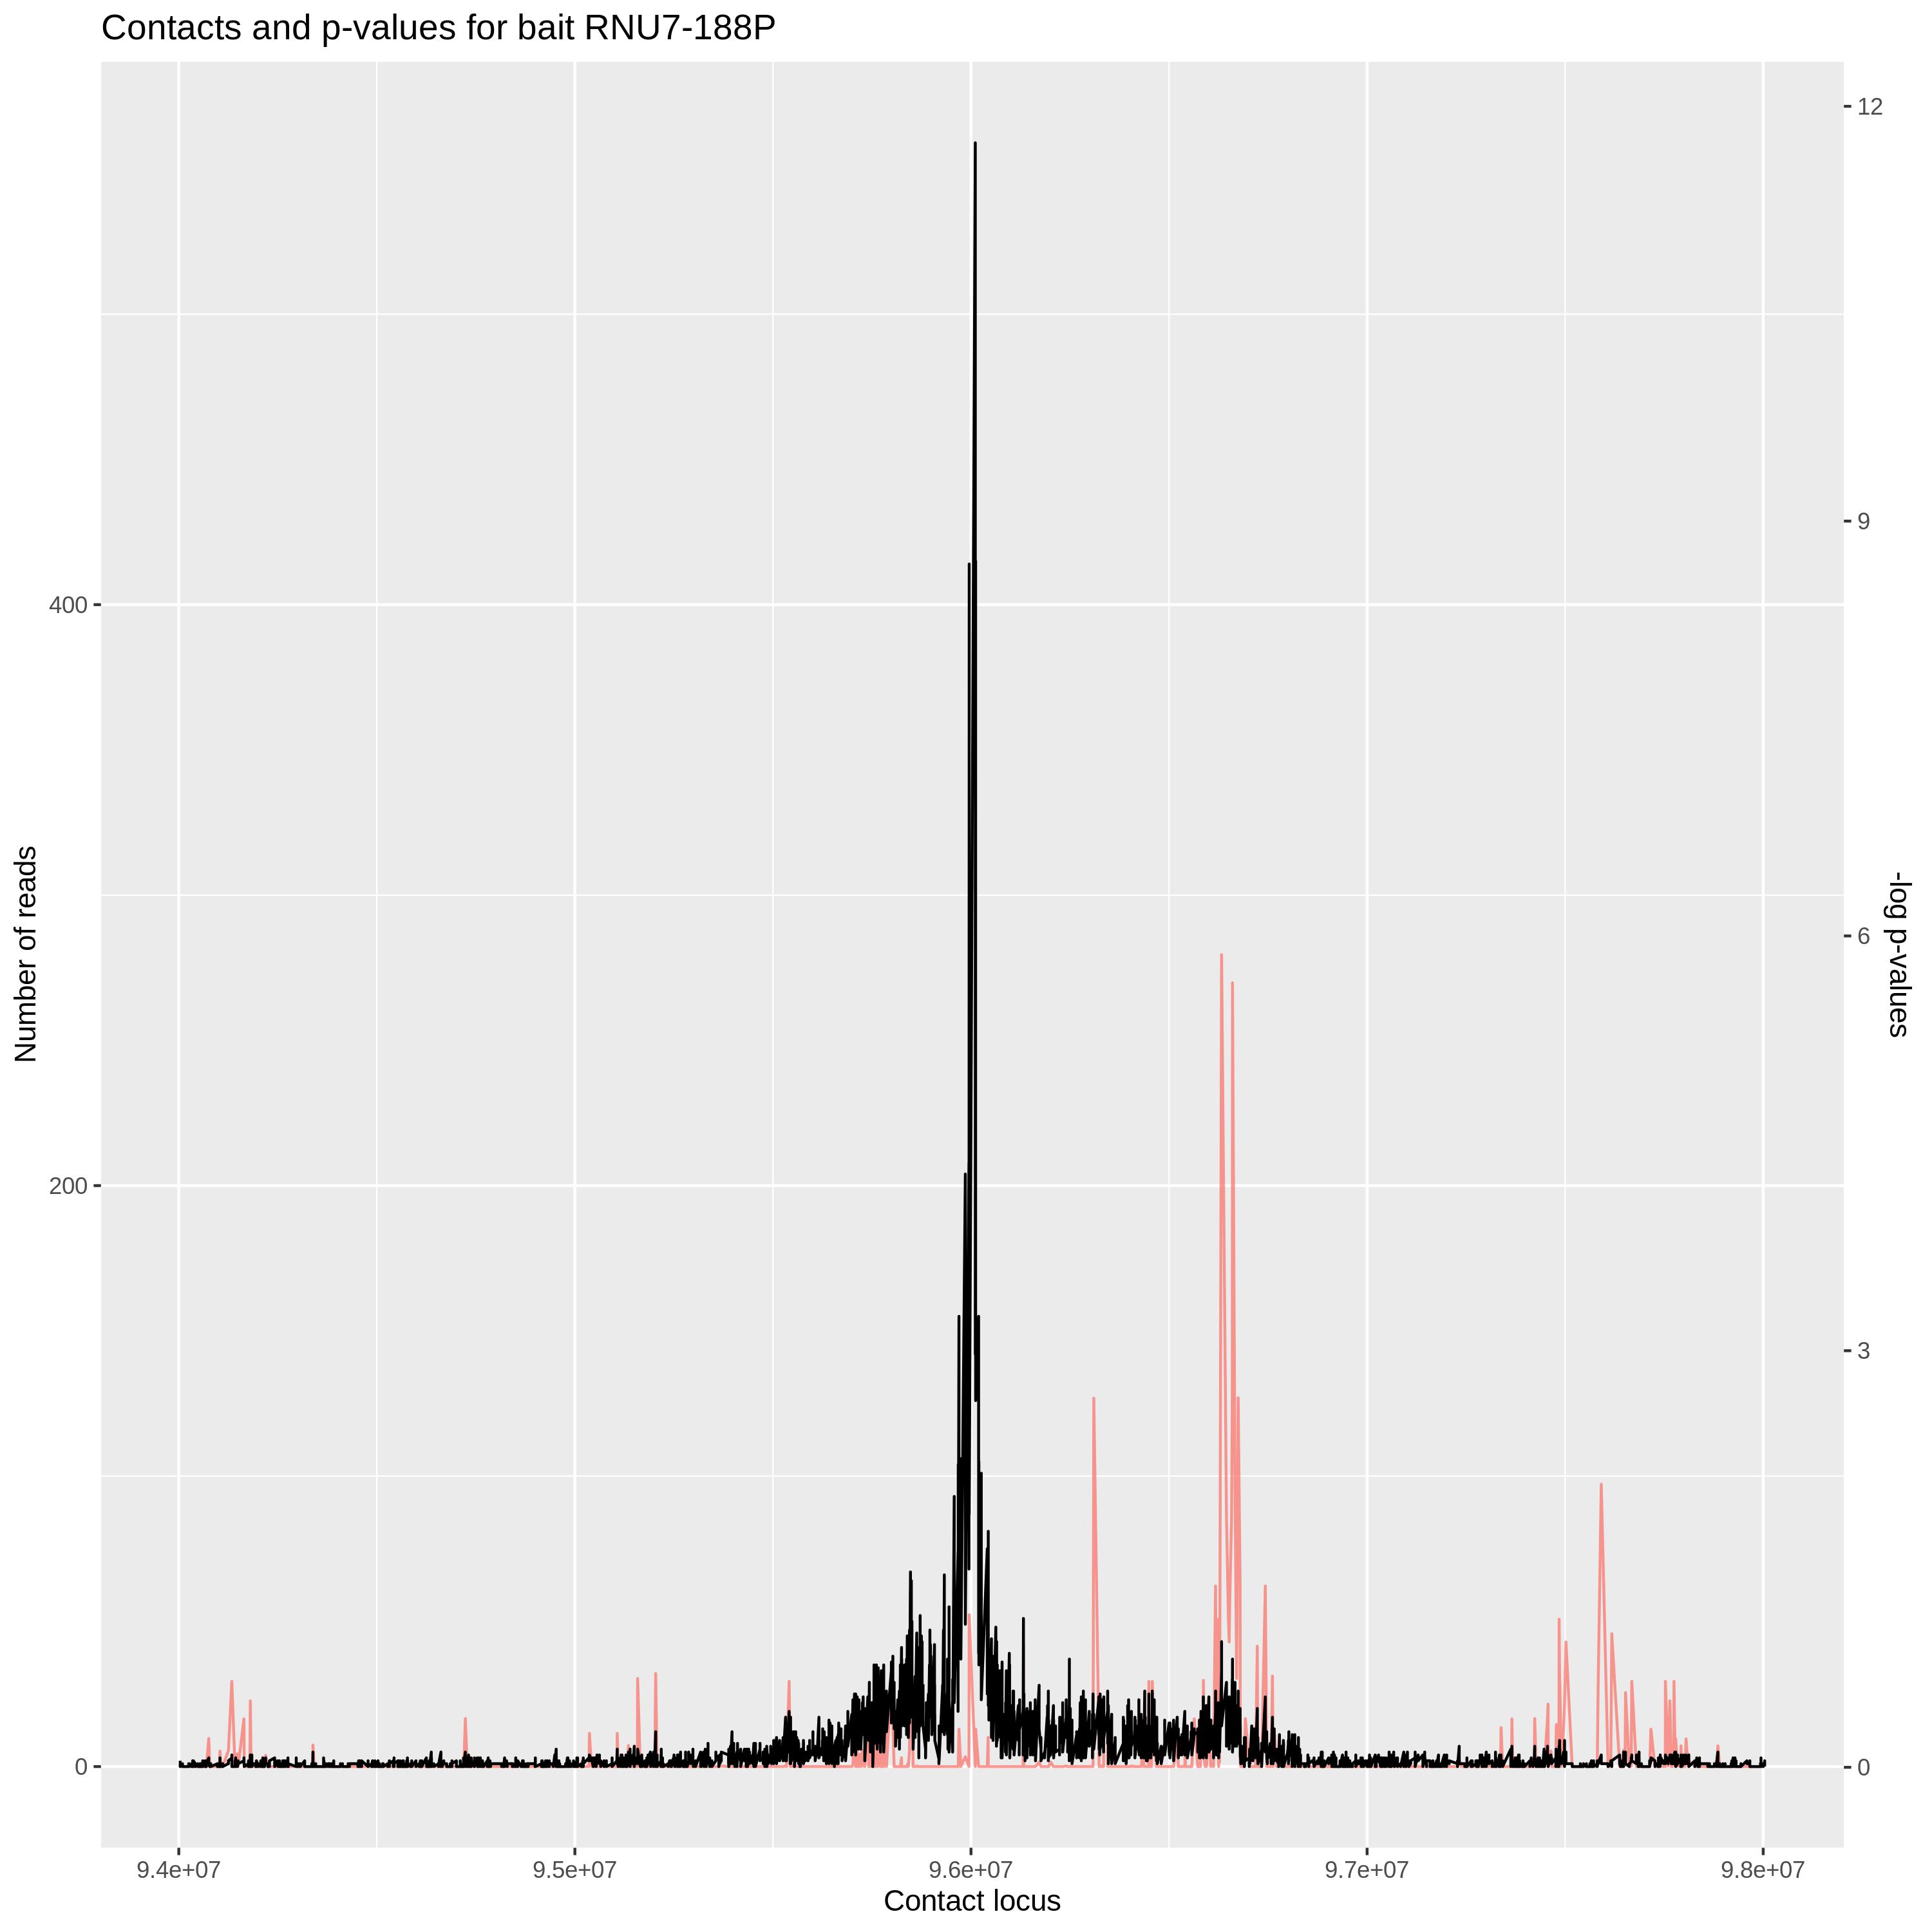 Contacts and p-values for bait RNU7-188P
12
9
400
Number of reads
-log p-values
6
200
3
0
0
9.4e+07
9.5e+07
9.6e+07
9.7e+07
9.8e+07
Contact locus